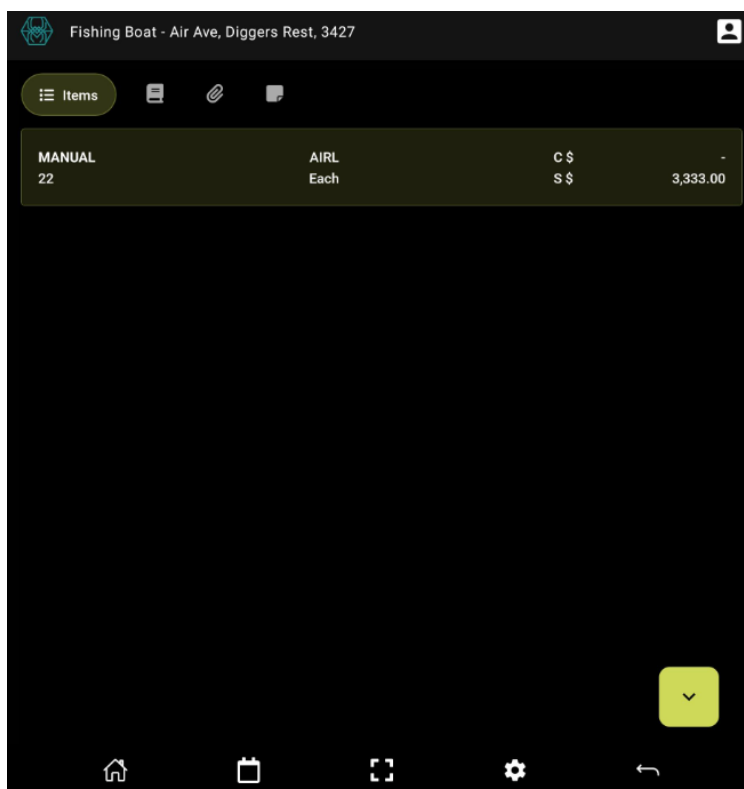 Fishing Boat - Air Ave, Diggers Rest, 3427
Items
MANUAL AIRL C $ -
22 Each S $ 3,333.00